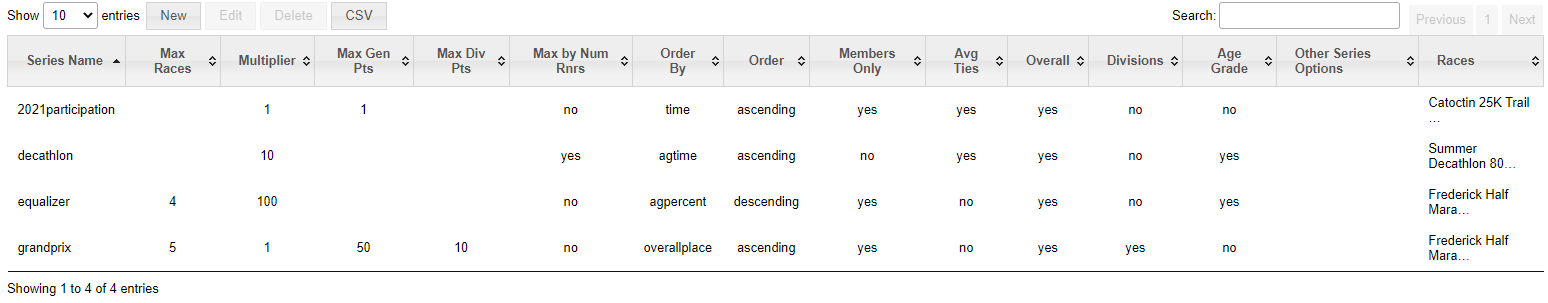 Show 10 entries New Edit Delete CSV Search: Previous 1 Next
Series Name Max Races Multiplier Max Gen Pts Max Div Pts Max by Num Rnrs Order By Order Members Only Avg Ties Overall Divisions Age Grade Other Series Options Races
2021participation 1 1 no time ascending yes yes yes no no Catoctin 25K Trail …
decathlon 10 yes agtime ascending no yes yes no yes Summer Decathlon 80…
equalizer 4 100 no agpercent descending yes no yes no yes Frederick Half Mara…
grandprix 5 1 50 10 no overallplace ascending yes no yes yes no Frederick Half Mara…
Showing 1 to 4 of 4 entries